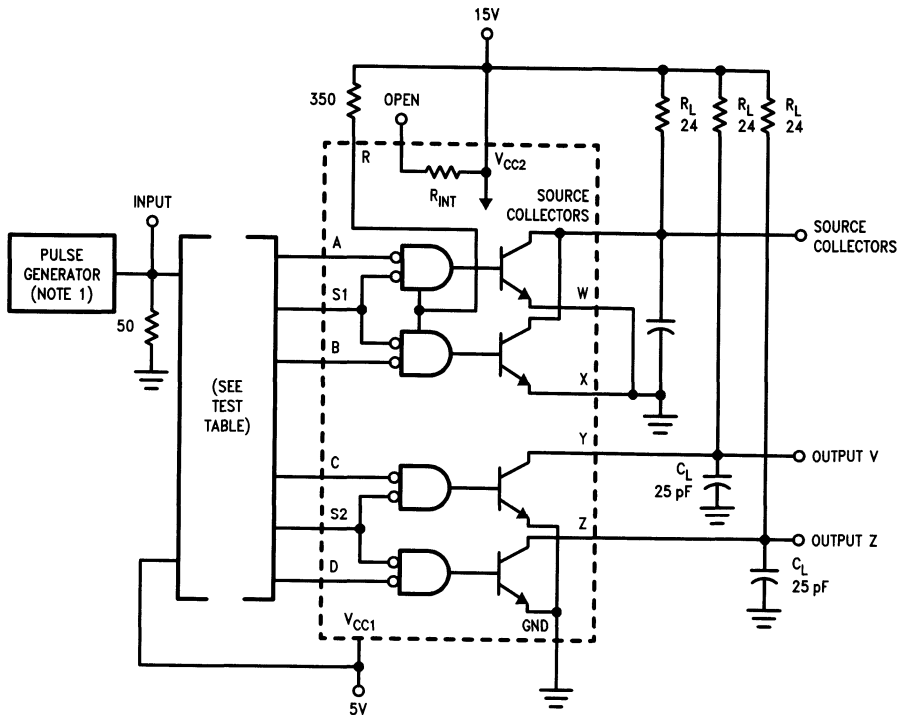 15V
350
OPEN
R
RINT
VCC2
RL
24
RL
24
RL
24
SOURCE
COLLECTORS
INPUT
PULSE
GENERATOR
(NOTE 1)
50
(SEE
TEST
TABLE)
A
S1
B
W
X
SOURCE
COLLECTORS
C
S2
D
Y
Z
CL
25 pF
OUTPUT V
OUTPUT Z
CL
25 pF
VCC1
GND
5V